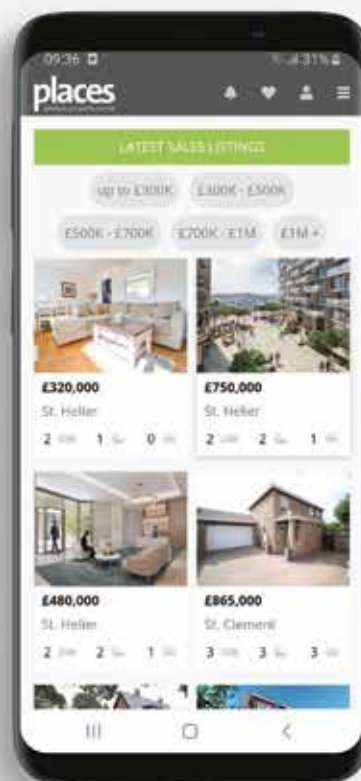 09:36 31%
places
LATEST SALES LISTINGS
up to £300K £300K - £500K
£500K - £700K £700K - £1M £1M +
£320,000 £750,000
St. Helier St. Helier
2 1 0 2 2 1
£480,000 £865,000
St. Helier St. Clement
2 2 1 3 3 3